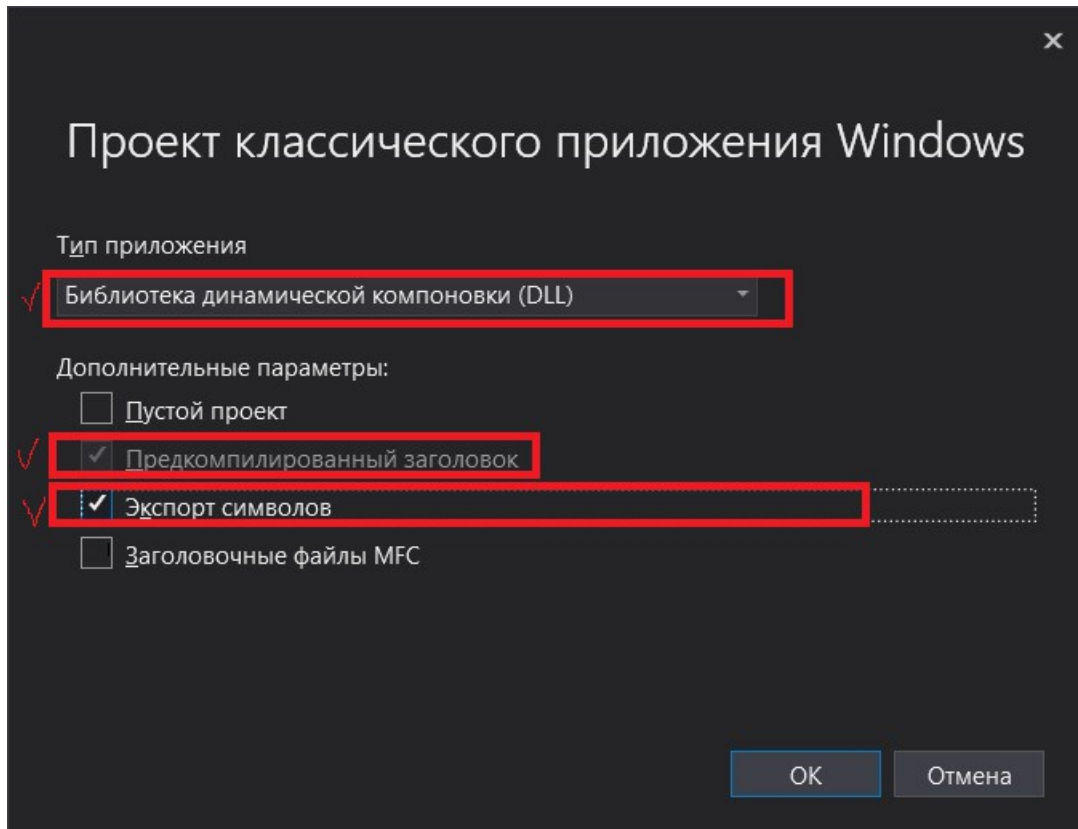 Проект классического приложения Windows
Тип приложения
Библиотека динамической компоновки (DLL)
Дополнительные параметры:
Пустой проект
Предкомпилированный заголовок
Экспорт символов
Заголовочные файлы MFC
ОК
Отмена